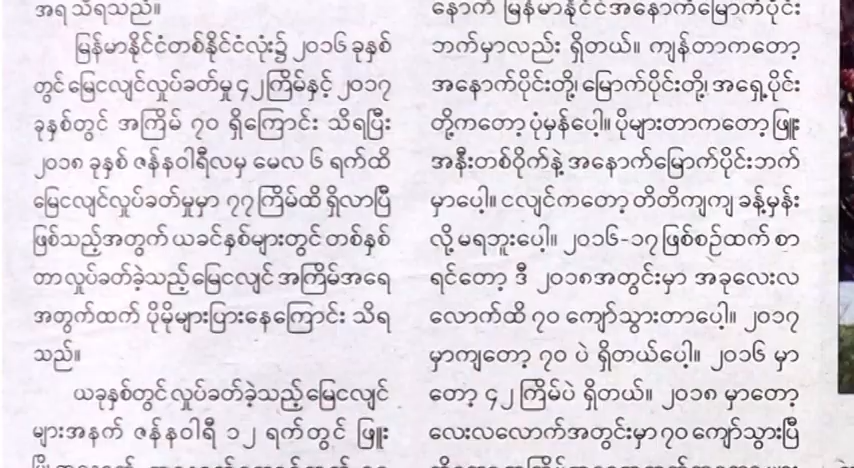 အရ သိရသည်။
မြန်မာနိုင်ငံတစ်နိုင်ငံလုံး၌ ၂၀၁၆ ခုနှစ်
တွင် မြေငလျင်လှုပ်ခတ်မှု ၄၂ကြိမ်နှင့် ၂၀၁၇
ခုနှစ်တွင် အကြိမ် ၇၀ ရှိကြောင်း သိရပြီး
၂၀၁၈ ခုနှစ် ဇန်နဝါရီလမှ မေလ ၆ ရက်ထိ
မြေငလျင်လှုပ်ခတ်မှုမှာ ၇၇ကြိမ်ထိ ရှိလာပြီ
ဖြစ်သည့်အတွက် ယခင်နှစ်များတွင် တစ်နှစ်
တာလှုပ်ခတ်ခဲ့သည့် မြေငလျင် အကြိမ်အရေ
အတွက်ထက် ပိုမိုများပြားနေကြောင်း သိရ
သည်။
ယခုနှစ်တွင် လှုပ်ခတ်ခဲ့သည့် မြေငလျင်
များအနက် ဇန်နဝါရီ ၁၂ ရက်တွင် ဖြူး
နောက် မြန်မာနိုင်ငံအနောက်မြောက်ပိုင်း
ဘက်မှာလည်း ရှိတယ်။ ကျန်တာကတော့
အနောက်ပိုင်းတို့၊ မြောက်ပိုင်းတို့၊ အရှေ့ပိုင်း
တို့ကတော့ ပုံမှန်ပေ့ါ။ ပိုများတာကတော့ ဖြူး
အနီးတစ်ဝိုက်နဲ့ အနောက်မြောက်ပိုင်းဘက်
မှာပေ့ါ။ ငလျင်ကတော့ တိတိကျကျ ခန့်မှန်း
လို့ မရဘူးပေ့ါ။ ၂၀၁၆-၁၇ ဖြစ်စဉ်ထက် စာ
ရင်တော့ ဒီ ၂၀၁၈အတွင်းမှာ အခုလေးလ
လောက်ထိ ၇၀ ကျော်သွားတာပေ့ါ။ ၂၀၁၇
မှာကျတော့ ၇၀ ပဲ ရှိတယ်ပေ့ါ။ ၂၀၁၆ မှာ
တော့ ၄၂ကြိမ်ပဲ ရှိတယ်။ ၂၀၁၈ မှာတော့
လေးလလောက်အတွင်းမှာ ၇၀ ကျော်သွားပြီ